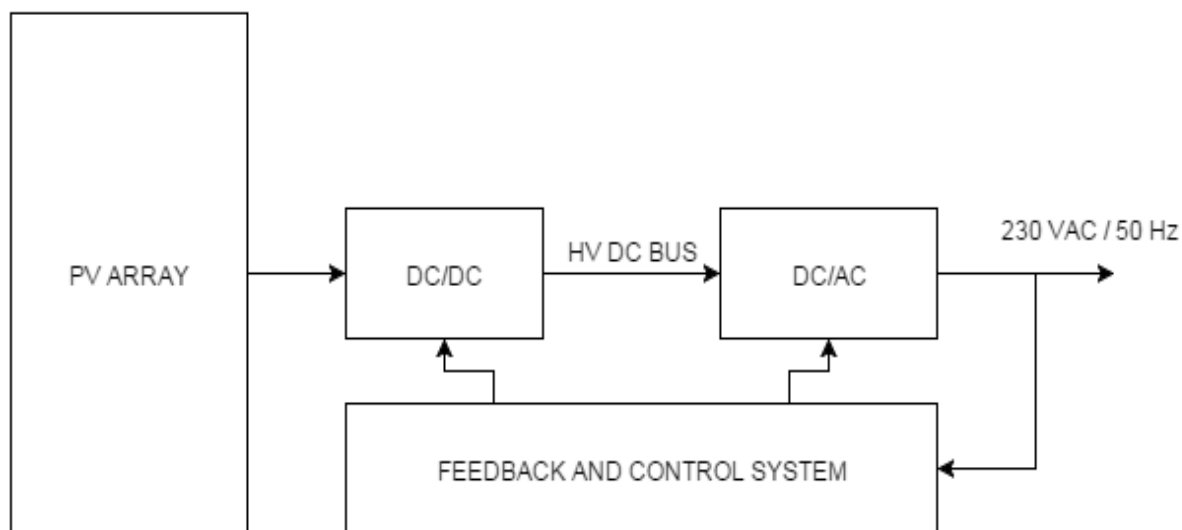 PV ARRAY
DC/DC
HV DC BUS
DC/AC
230 VAC / 50 Hz
FEEDBACK AND CONTROL SYSTEM